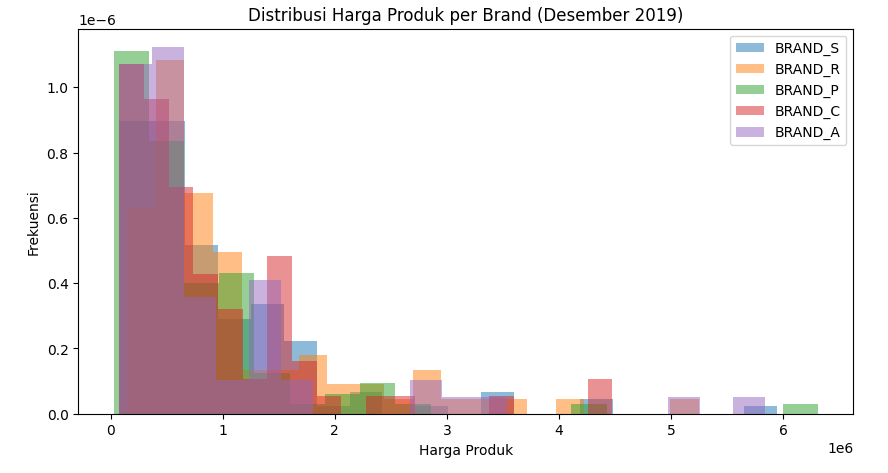 Distribusi Harga Produk per Brand (Desember 2019)
1e−6
BRAND_S
BRAND_R
BRAND_P
BRAND_C
BRAND_A
1.0
0.8
0.6
0.4
0.2
0.0
Frekuensi
0 1 2 3 4 5 6
1e6
Harga Produk